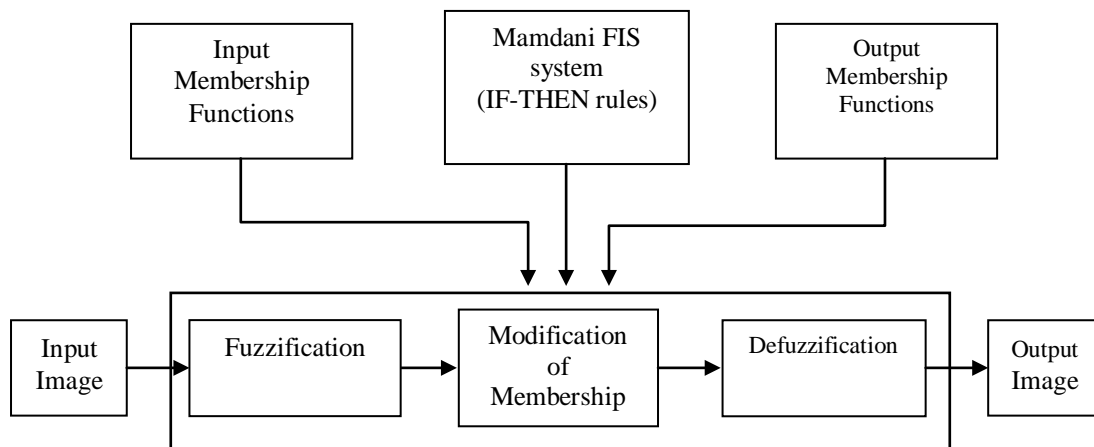 Input
Membership
Functions
Mamdani FIS
system
(IF-THEN rules)
Output
Membership
Functions
Input
Image
Fuzzification
Modification
of
Membership
Defuzzification
Output
Image